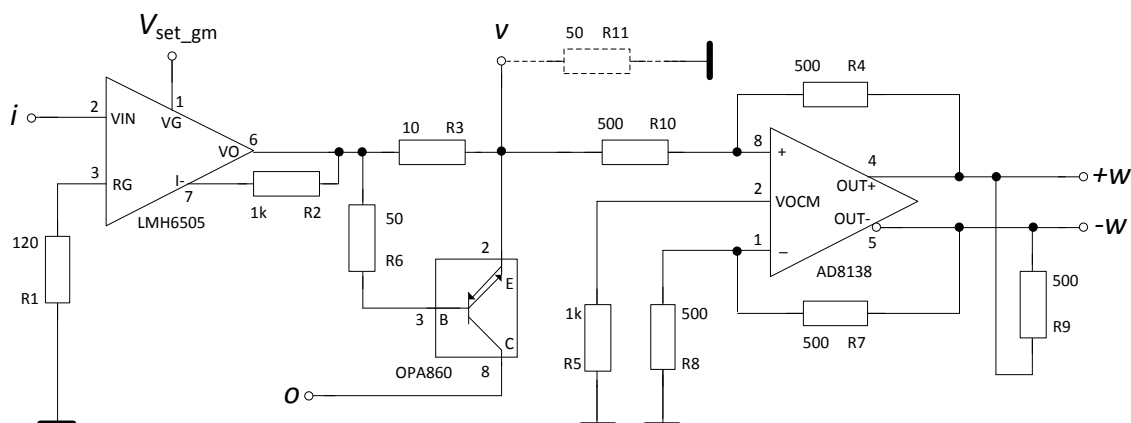 V set_gm
v
50 R11
500 R4
i
2
VIN
1
VG
6
VO
10 R3
500 R10
8
+
4
OUT+
+w
3
RG
I-
7
LMH6505
1k R2
2
VOCM
OUT-
5
-w
50
R6
1
–
AD8138
120
R1
2
E
3
B
C
8
OPA860
1k
R5
500
R8
500 R7
500
R9
o